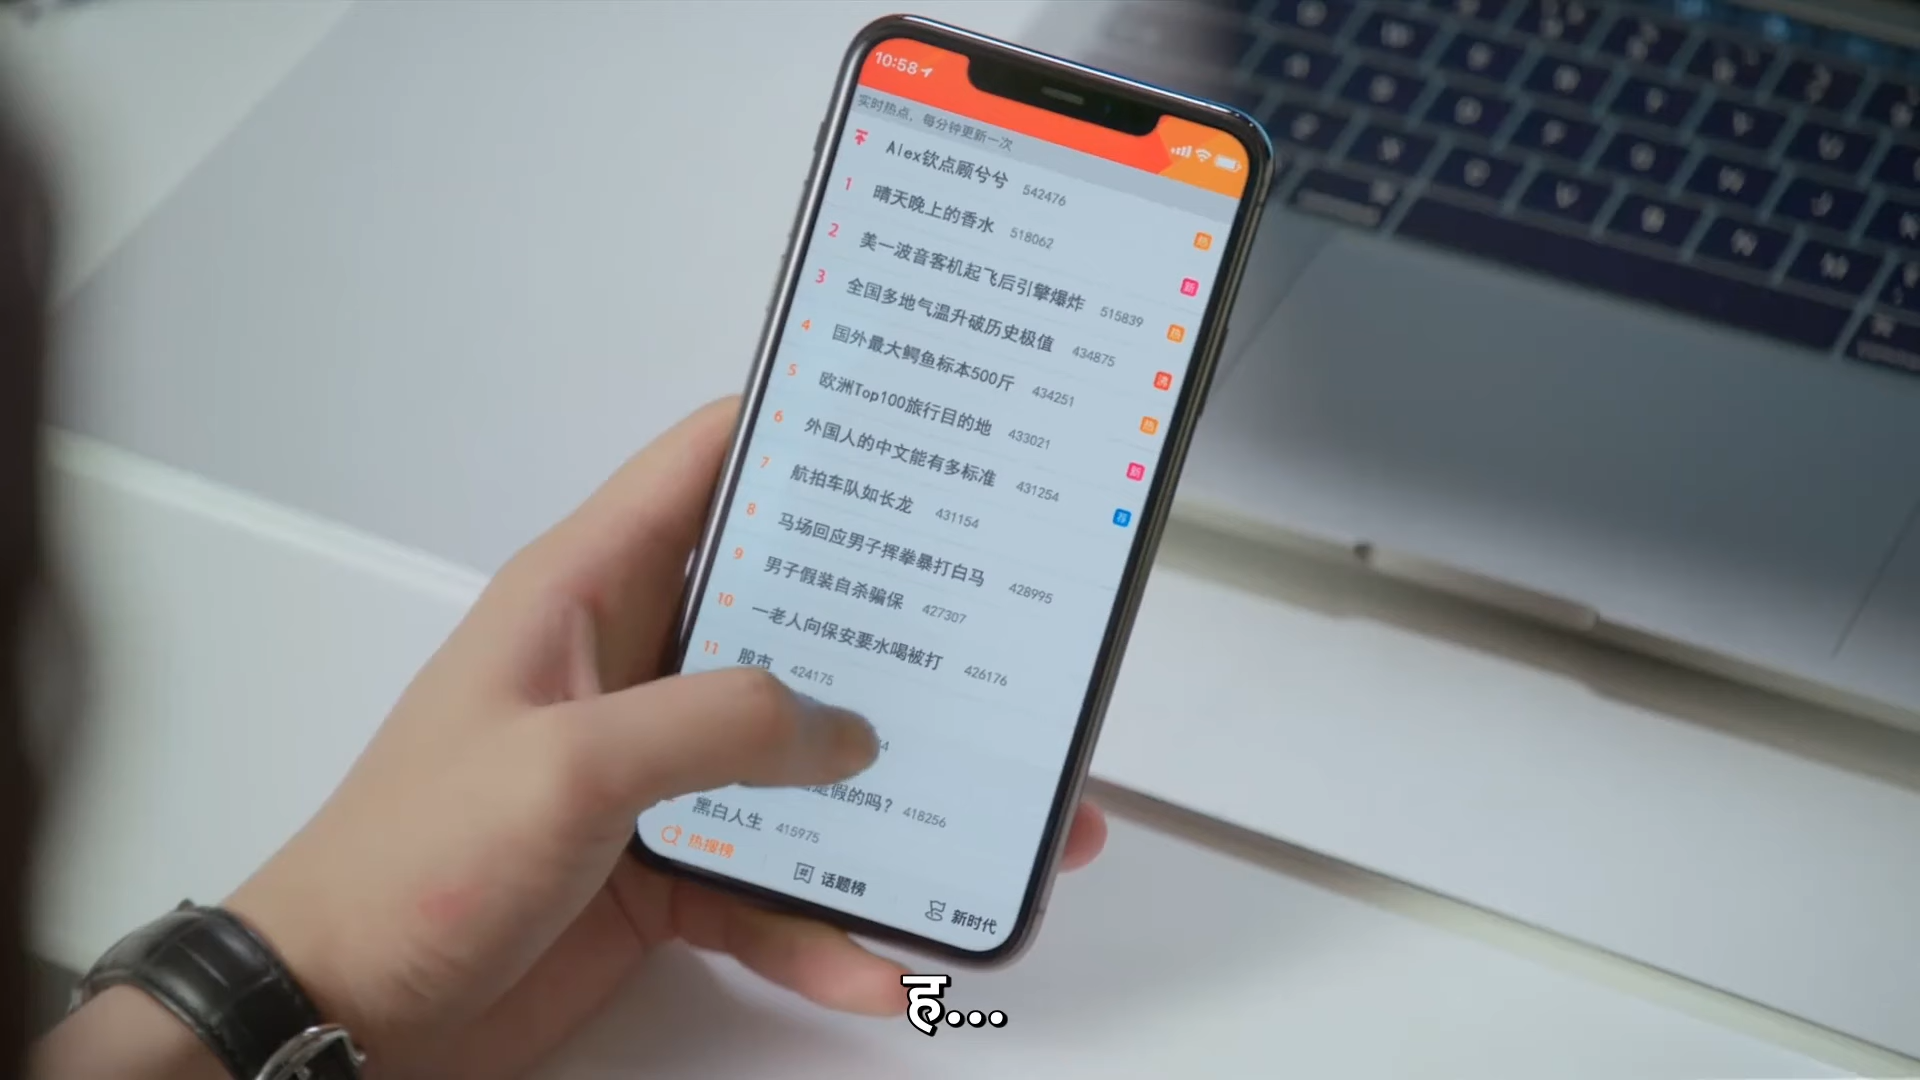 10:58
实时热点，每分钟更新一次
Alex钦点顾兮兮 542476
1 晴天晚上的香水 518062 热
2 美一波音客机起飞后引擎爆炸 515839 新
3 全国多地气温升破历史极值 434875 热
4 国外最大鳄鱼标本500斤 434251 沸
5 欧洲Top100旅行目的地 433021 热
6 外国人的中文能有多标准 431254 新
7 航拍车队如长龙 431154 荐
8 马场回应男子挥拳暴打白马 428995
9 男子假装自杀骗保 427307
10 一老人向保安要水喝被打 426176
11 股市 424175
是假的吗？ 418256
黑白人生 415975
热搜榜
话题榜
新时代
ह...